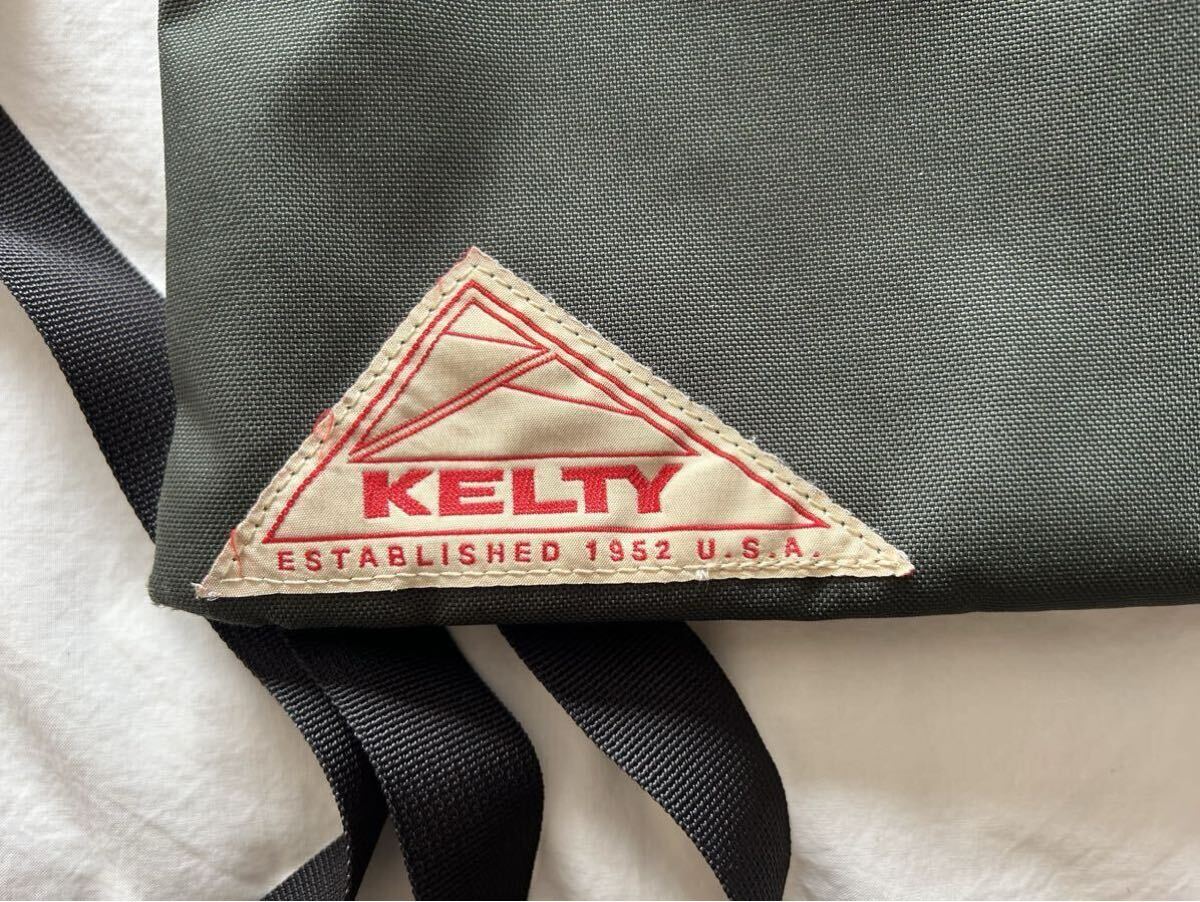 KELTY
ESTABLISHED 1952 U.S.A.